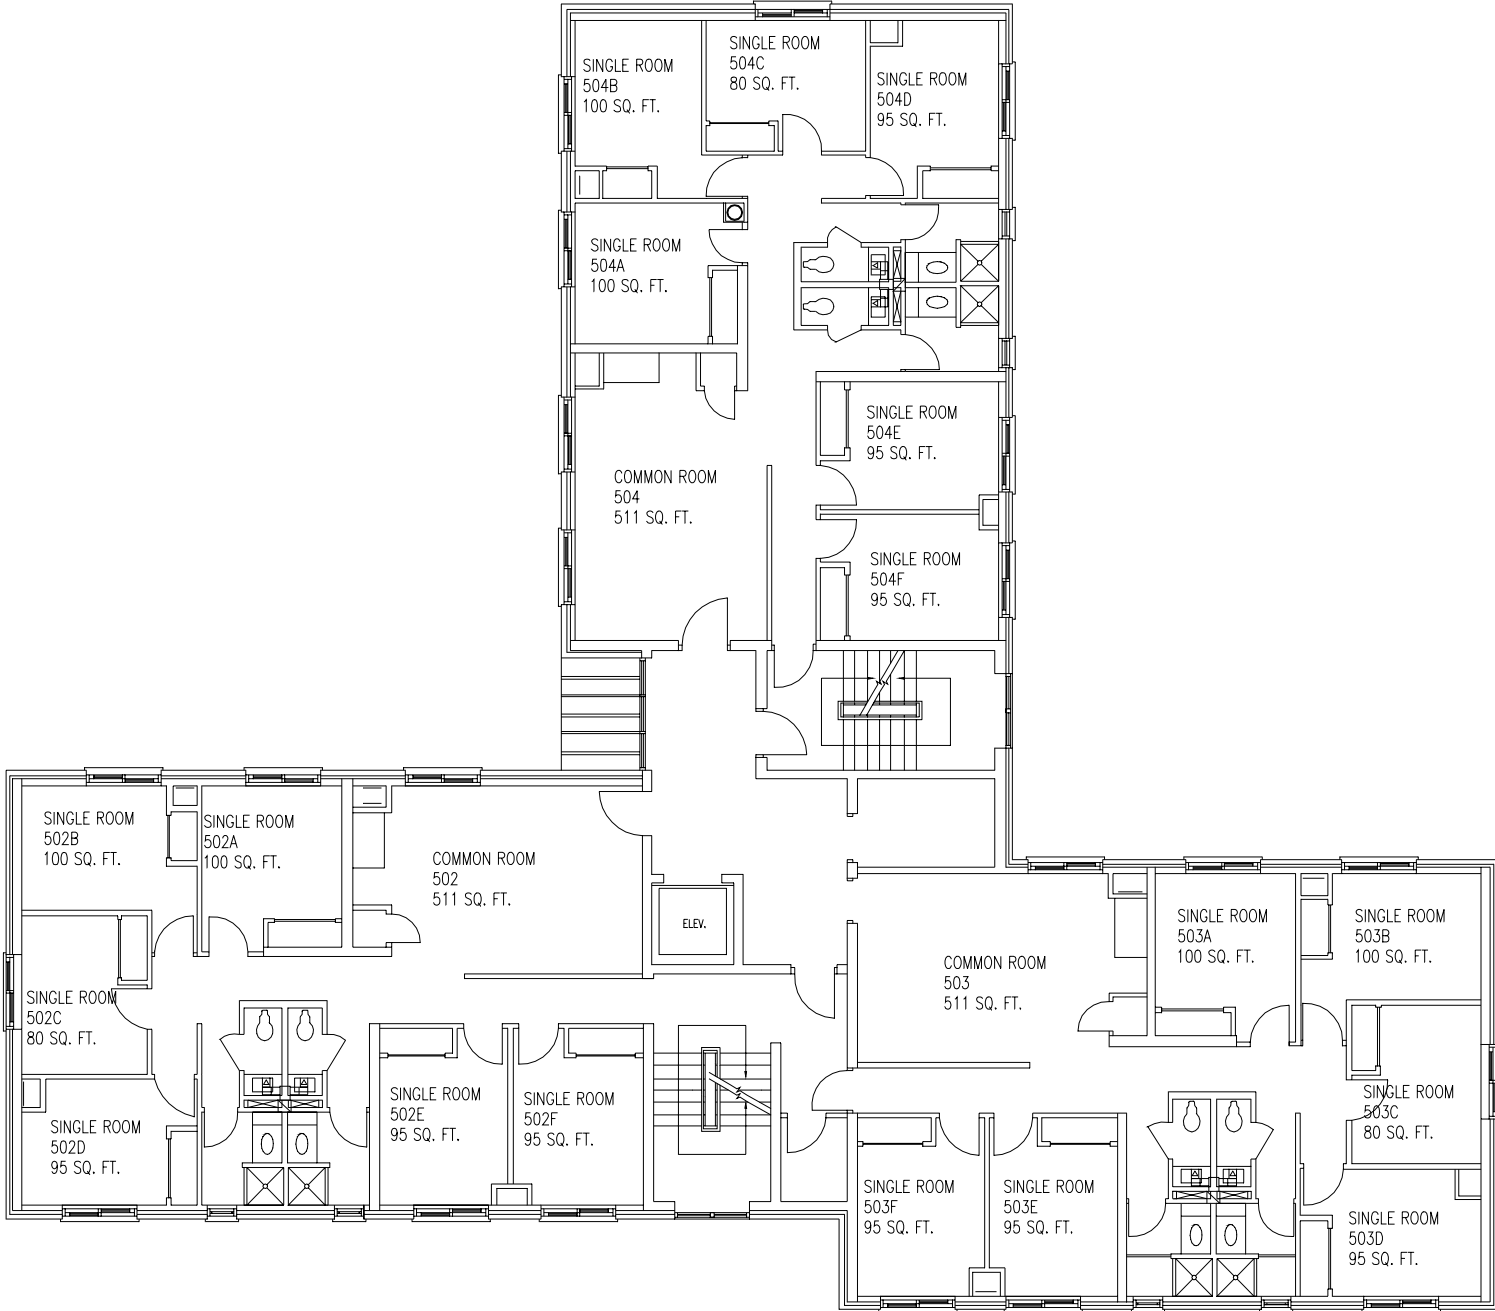 SINGLE ROOM
504B
100 SQ. FT.
SINGLE ROOM
504C
80 SQ. FT.
SINGLE ROOM
504D
95 SQ. FT.
SINGLE ROOM
504A
100 SQ. FT.
SINGLE ROOM
504E
95 SQ. FT.
COMMON ROOM
504
511 SQ. FT.
SINGLE ROOM
504F
95 SQ. FT.
SINGLE ROOM
502B
100 SQ. FT.
SINGLE ROOM
502A
100 SQ. FT.
COMMON ROOM
502
511 SQ. FT.
ELEV.
SINGLE ROOM
502C
80 SQ. FT.
SINGLE ROOM
502D
95 SQ. FT.
SINGLE ROOM
502E
95 SQ. FT.
SINGLE ROOM
502F
95 SQ. FT.
COMMON ROOM
503
511 SQ. FT.
SINGLE ROOM
503A
100 SQ. FT.
SINGLE ROOM
503B
100 SQ. FT.
SINGLE ROOM
503C
80 SQ. FT.
SINGLE ROOM
503F
95 SQ. FT.
SINGLE ROOM
503E
95 SQ. FT.
SINGLE ROOM
503D
95 SQ. FT.